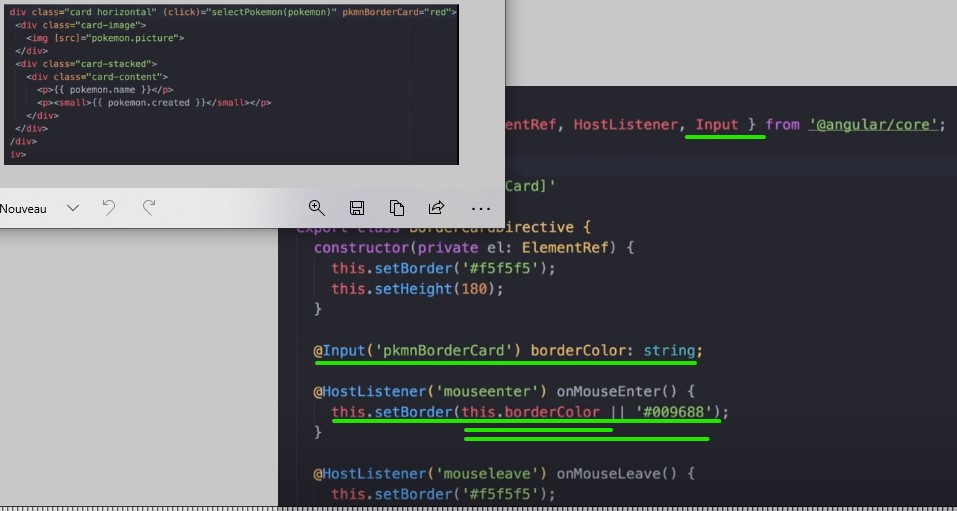 div class="card horizontal" (click)="selectPokemon(pokemon)" pkmnBorderCard="red">
<div class="card-image">
<img [src]="pokemon.picture">
</div>
<div class="card-stacked">
<div class="card-content">
<p>{{ pokemon.name }}</p>
<p><small>{{ pokemon.created }}</small></p>
</div>
</div>
/div>
iv>
Nouveau
entRef, HostListener, Input } from '@angular/core';
Card]'
export class BorderCardDirective {
constructor(private el: ElementRef) {
this.setBorder('#f5f5f5');
this.setHeight(180);
}
@Input('pkmnBorderCard') borderColor: string;
@HostListener('mouseenter') onMouseEnter() {
this.setBorder(this.borderColor || '#009688');
}
@HostListener('mouseleave') onMouseLeave() {
this.setBorder('#f5f5f5');